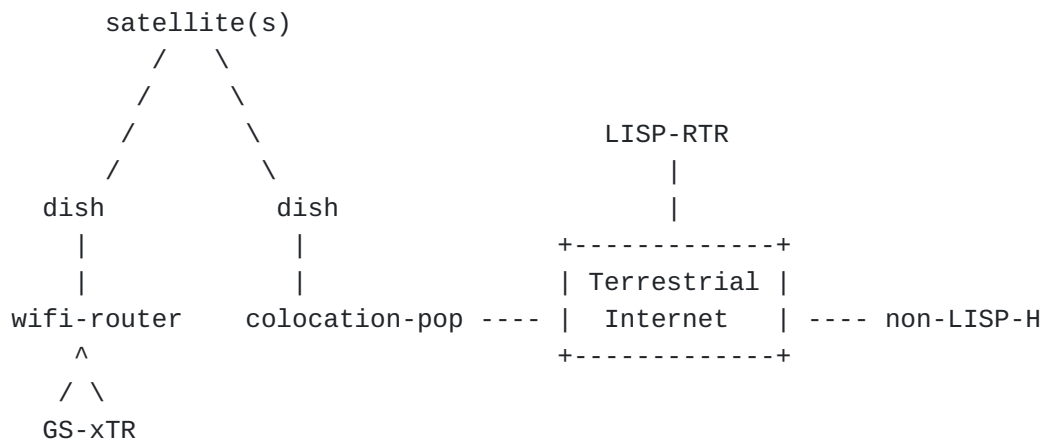 satellite(s)
LISP-RTR
dish dish
Terrestrial
wifi-router colocation-pop ---- Internet ---- non-LISP-H
GS-xTR